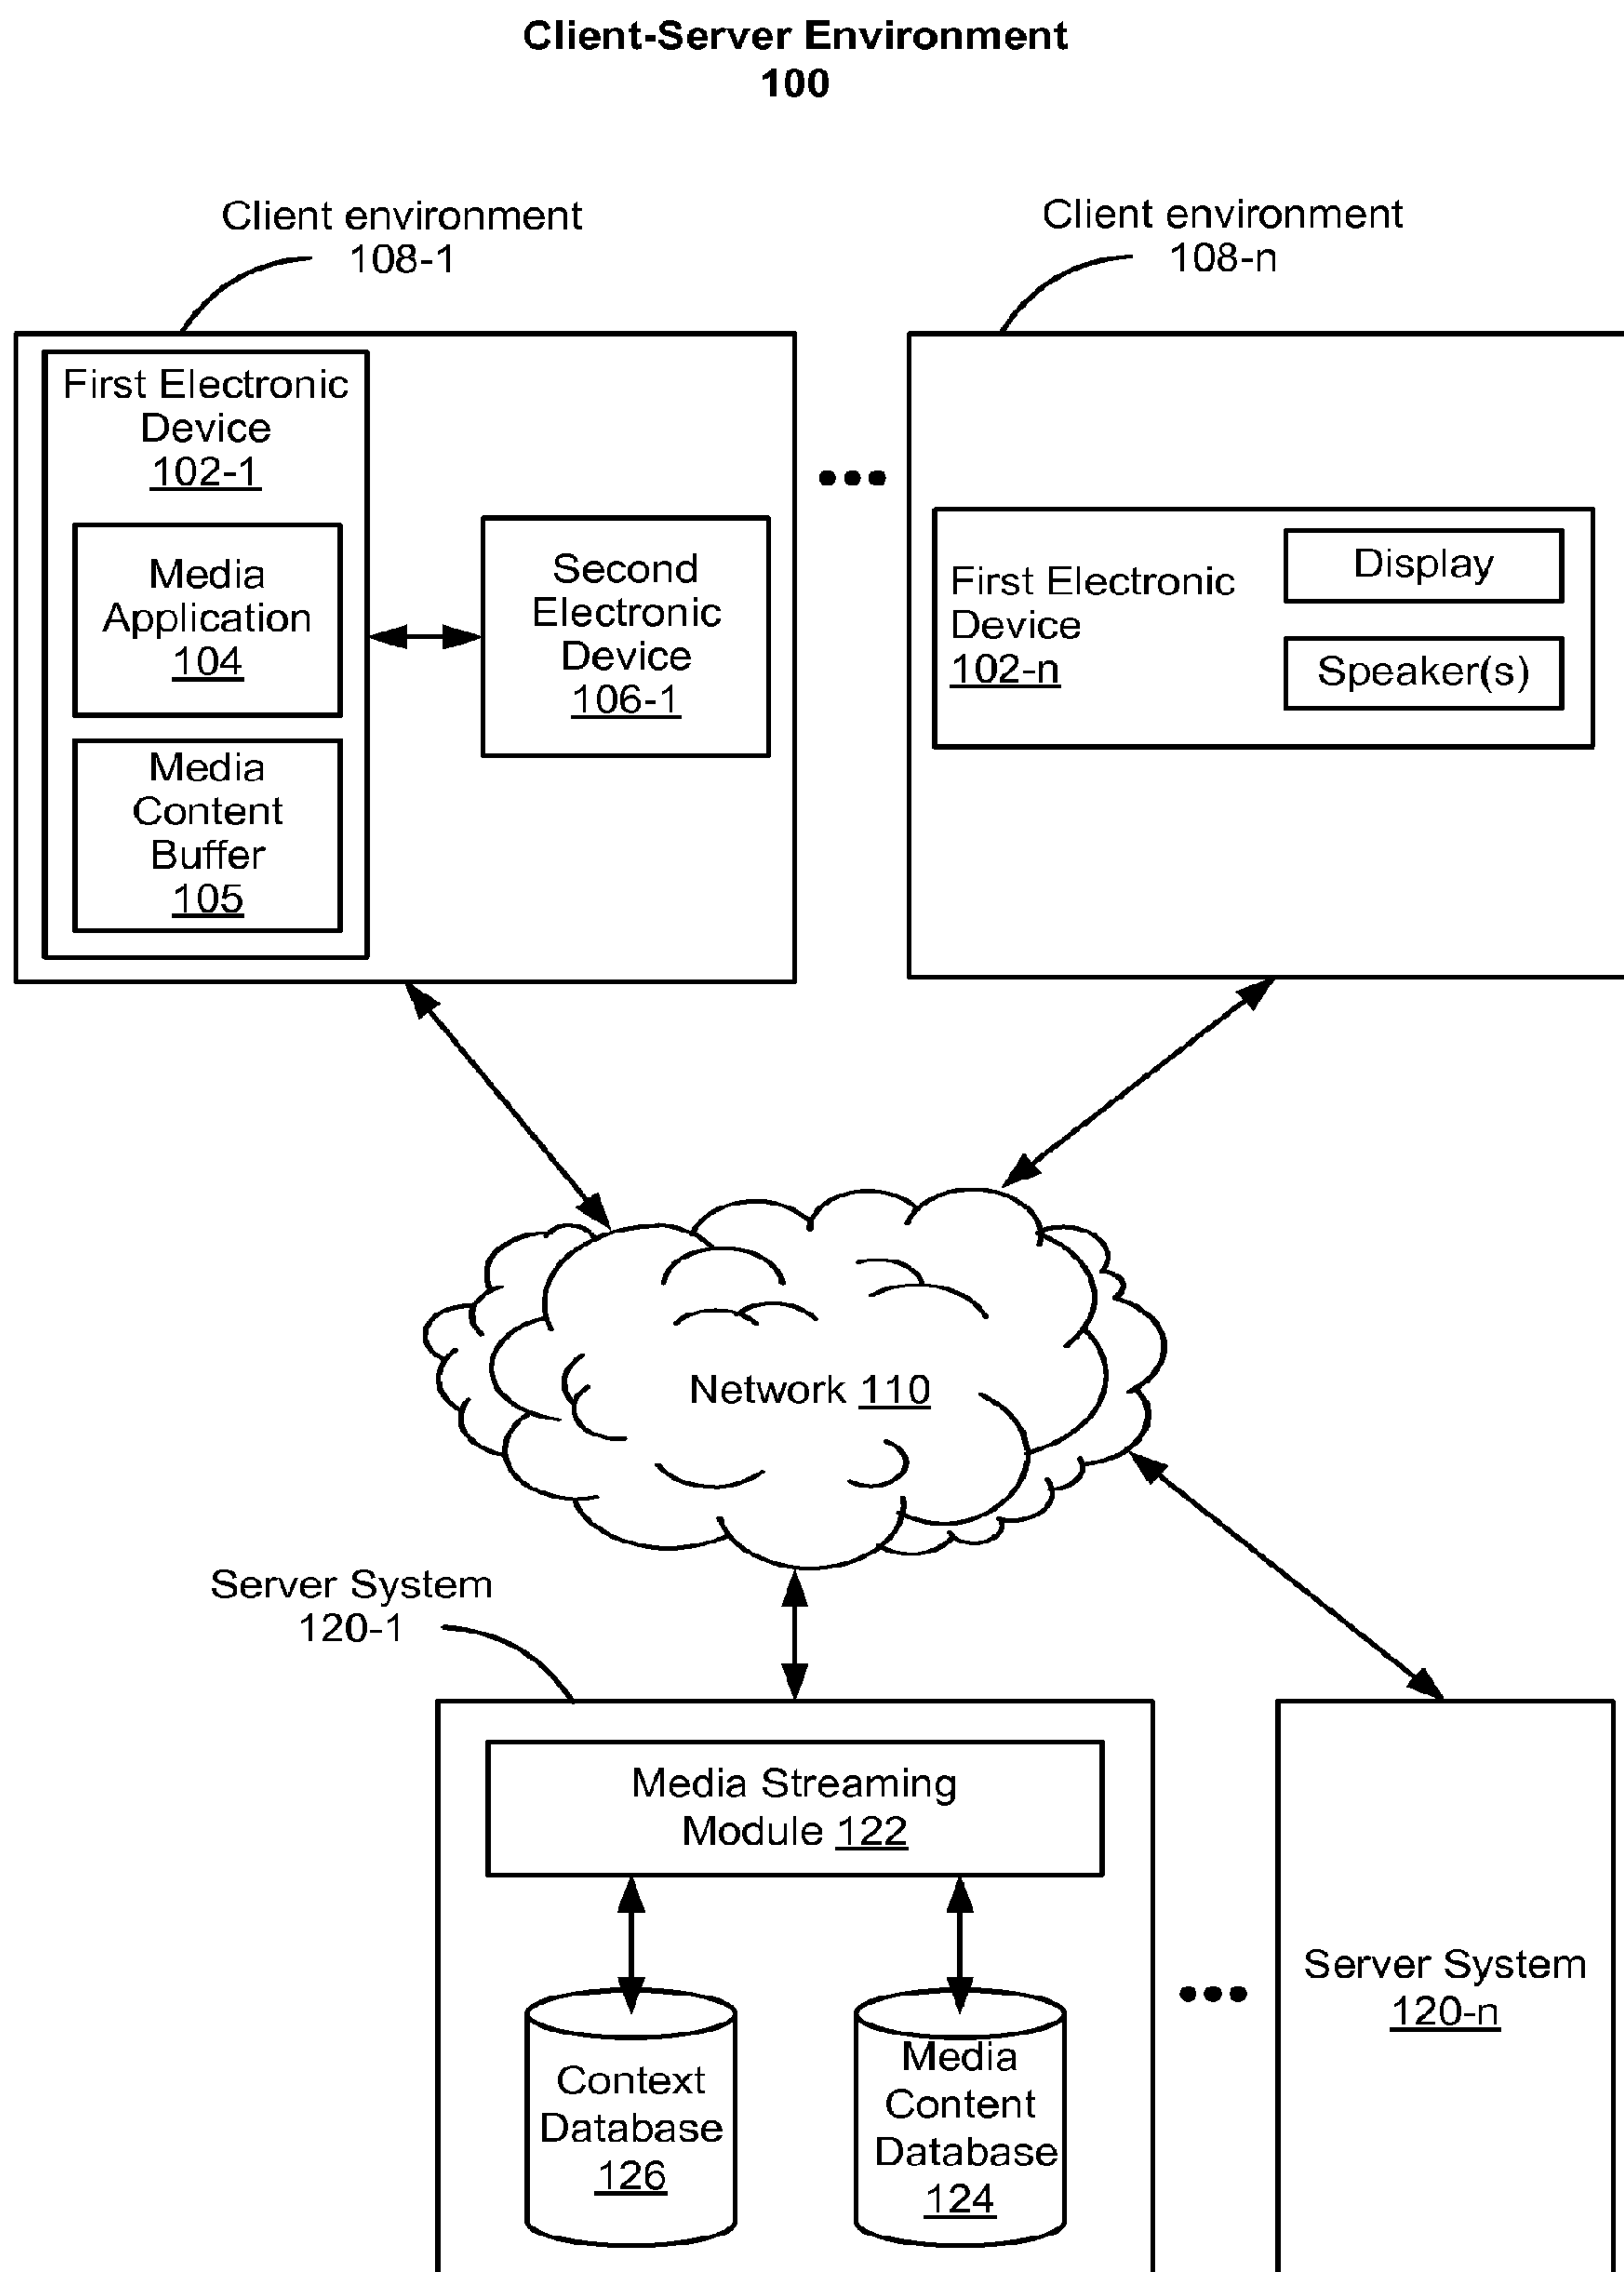 Client-Server Environment
100
Client environment
108-1
Client environment
108-n
First Electronic
Device
102-1
Media
Application
104
Media
Content
Buffer
105
Second
Electronic
Device
106-1
First Electronic
Device
102-n
Display
Speaker(s)
Network 110
Server System
120-1
Media Streaming
Module 122
Context
Database
126
Media
Content
Database
124
Server System
120-n